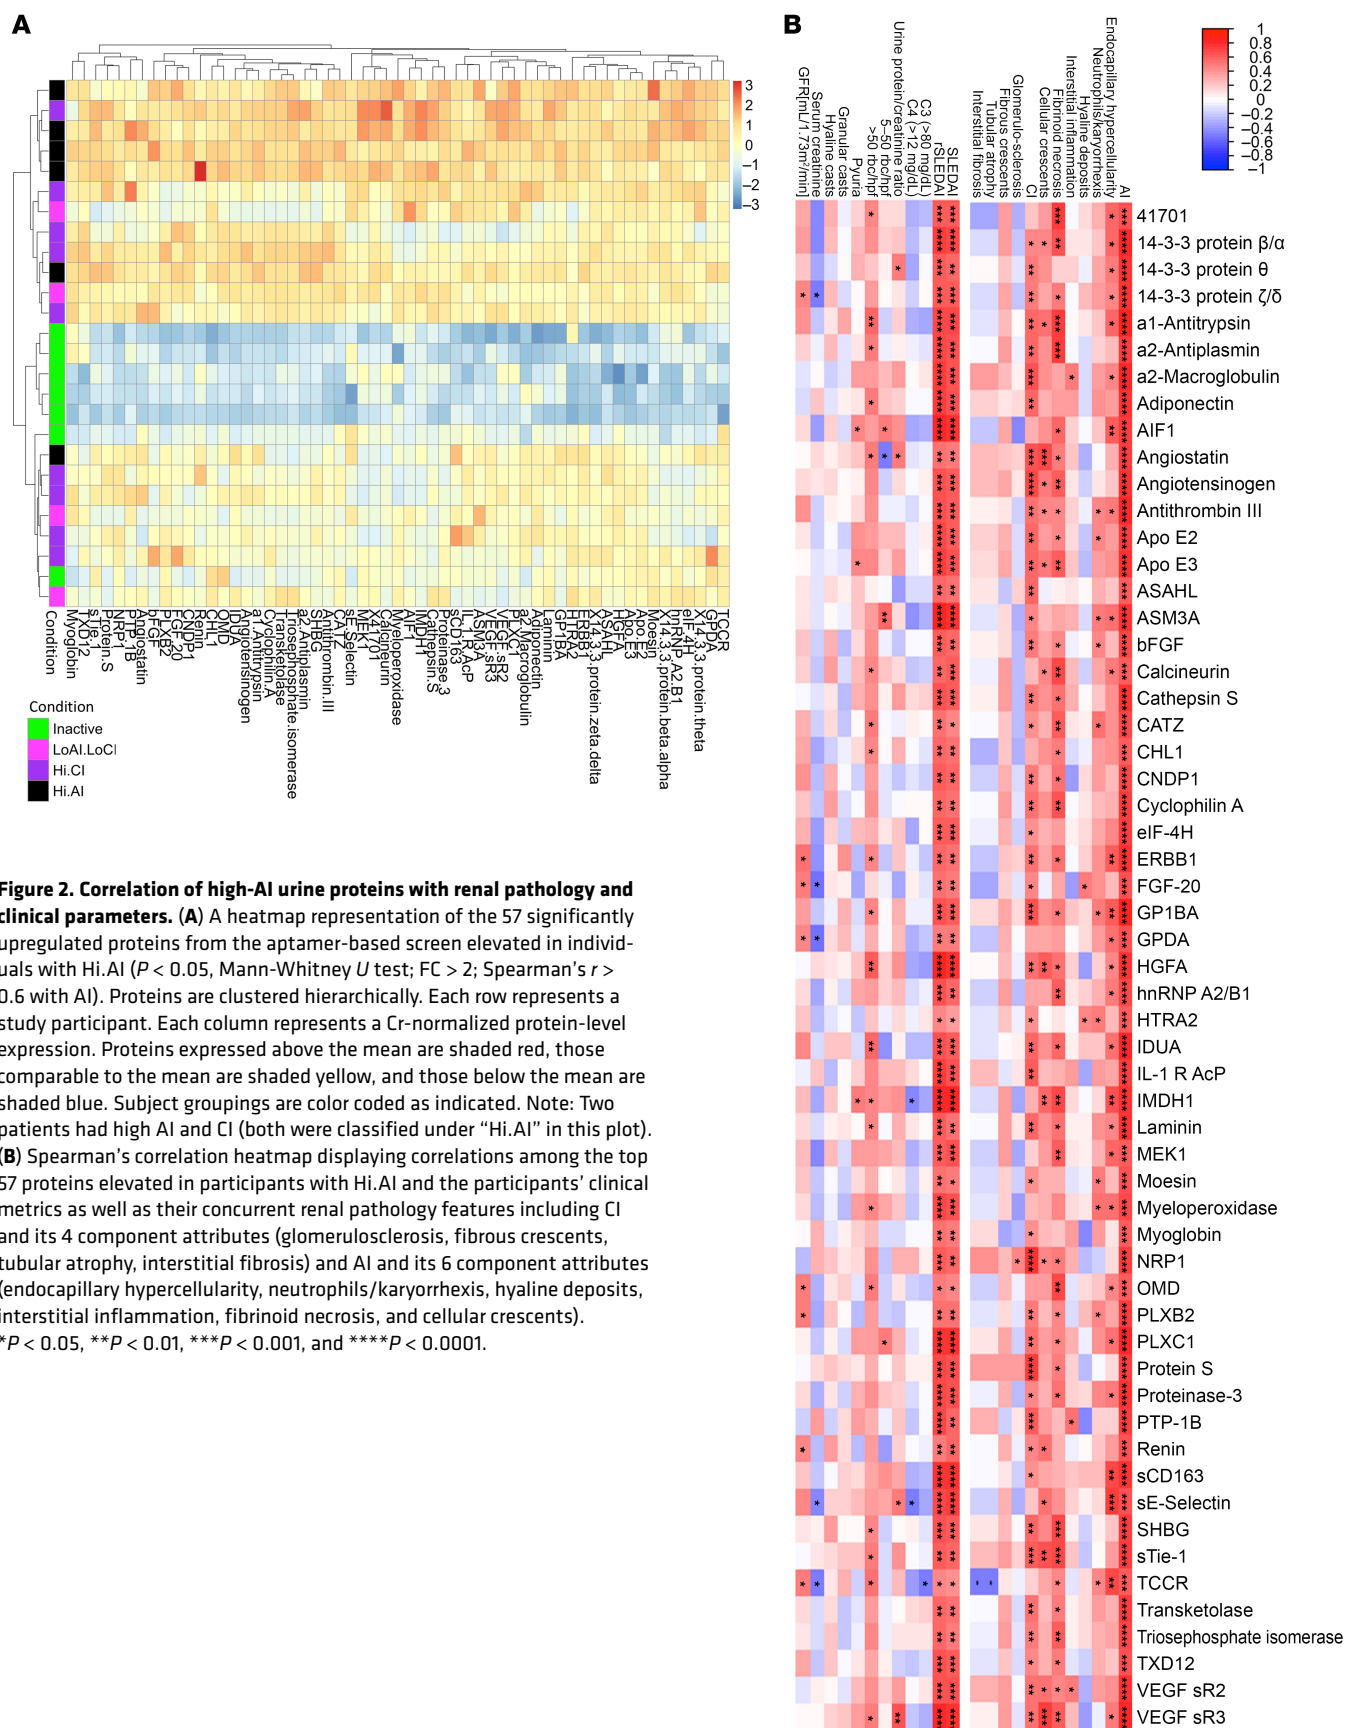 A
3
2
1
0
−1
−2
−3
Condition
Myoglobin
TXD12
sTie.1
Protein.S
NRP1
PTP.1B
Angiostatin
bFGF
PLXB2
FGF.20
CNDP1
Renin
CHL1
OMD
IDUA
Angiotensinogen
a1.Antitrypsin
Cyclophilin.A
Transketolase
Triosephosphate.isomerase
a2.Antiplasmin
SHBG
Antithrombin.III
CATZ
sE.Selectin
MEK1
X41701
Calcineurin
Myeloperoxidase
AIF1
IMDH1
Cathepsin.S
Proteinase.3
sCD163
IL.1.R.AcP
ASM3A
VEGF.sR3
VEGF.sR2
PLXC1
a2.Macroglobulin
Adiponectin
Laminin
GP1BA
HTRA2
ERBB1
X14.3.3.protein.zeta.delta
ASAHL
HGFA
Apo.E3
Apo.E2
Moesin
X14.3.3.protein.beta.alpha
hnRNP.A2.B1
eIF.4H
X14.3.3.protein.theta
GPDA
TCCR
Condition
Inactive
LoAI.LoCI
Hi.CI
Hi.AI
Figure 2. Correlation of high-AI urine proteins with renal pathology and
clinical parameters. (A) A heatmap representation of the 57 significantly
upregulated proteins from the aptamer-based screen elevated in individ-
uals with Hi.AI (P < 0.05, Mann-Whitney U test; FC > 2; Spearman's r >
0.6 with AI). Proteins are clustered hierarchically. Each row represents a
study participant. Each column represents a Cr-normalized protein-level
expression. Proteins expressed above the mean are shaded red, those
comparable to the mean are shaded yellow, and those below the mean are
shaded blue. Subject groupings are color coded as indicated. Note: Two
patients had high AI and CI (both were classified under “Hi.AI” in this plot).
(B) Spearman's correlation heatmap displaying correlations among the top
57 proteins elevated in participants with Hi.AI and the participants' clinical
metrics as well as their concurrent renal pathology features including CI
and its 4 component attributes (glomerulosclerosis, fibrous crescents,
tubular atrophy, interstitial fibrosis) and AI and its 6 component attributes
(endocapillary hypercellularity, neutrophils/karyorrhexis, hyaline deposits,
interstitial inflammation, fibrinoid necrosis, and cellular crescents).
*P < 0.05, **P < 0.01, ***P < 0.001, and ****P < 0.0001.
B
1
0.8
0.6
0.4
0.2
0
−0.2
−0.4
−0.6
−0.8
−1
GFR[mL/1.73m²/min]
Serum creatinine
Hyaline casts
Granular casts
Pyuria
>50 rbc/hpf
5–50 rbc/hpf
Urine protein/creatinine ratio
C4 (>12 mg/dL)
C3 (>80 mg/dL)
rSLEDAI
SLEDAI
Interstitial fibrosis
Tubular atrophy
Fibrous crescents
Glomerulo-sclerosis
CI
Cellular crescents
Fibrinoid necrosis
Interstitial inflammation
Hyaline deposits
Neutrophils/karyorrhexis
Endocapillary hypercellularity
AI
41701
14-3-3 protein β/α
14-3-3 protein θ
14-3-3 protein ζ/δ
a1-Antitrypsin
a2-Antiplasmin
a2-Macroglobulin
Adiponectin
AIF1
Angiostatin
Angiotensinogen
Antithrombin III
Apo E2
Apo E3
ASAHL
ASM3A
bFGF
Calcineurin
Cathepsin S
CATZ
CHL1
CNDP1
Cyclophilin A
eIF-4H
ERBB1
FGF-20
GP1BA
GPDA
HGFA
hnRNP A2/B1
HTRA2
IDUA
IL-1 R AcP
IMDH1
Laminin
MEK1
Moesin
Myeloperoxidase
Myoglobin
NRP1
OMD
PLXB2
PLXC1
Protein S
Proteinase-3
PTP-1B
Renin
sCD163
sE-Selectin
SHBG
sTie-1
TCCR
Transketolase
Triosephosphate isomerase
TXD12
VEGF sR2
VEGF sR3